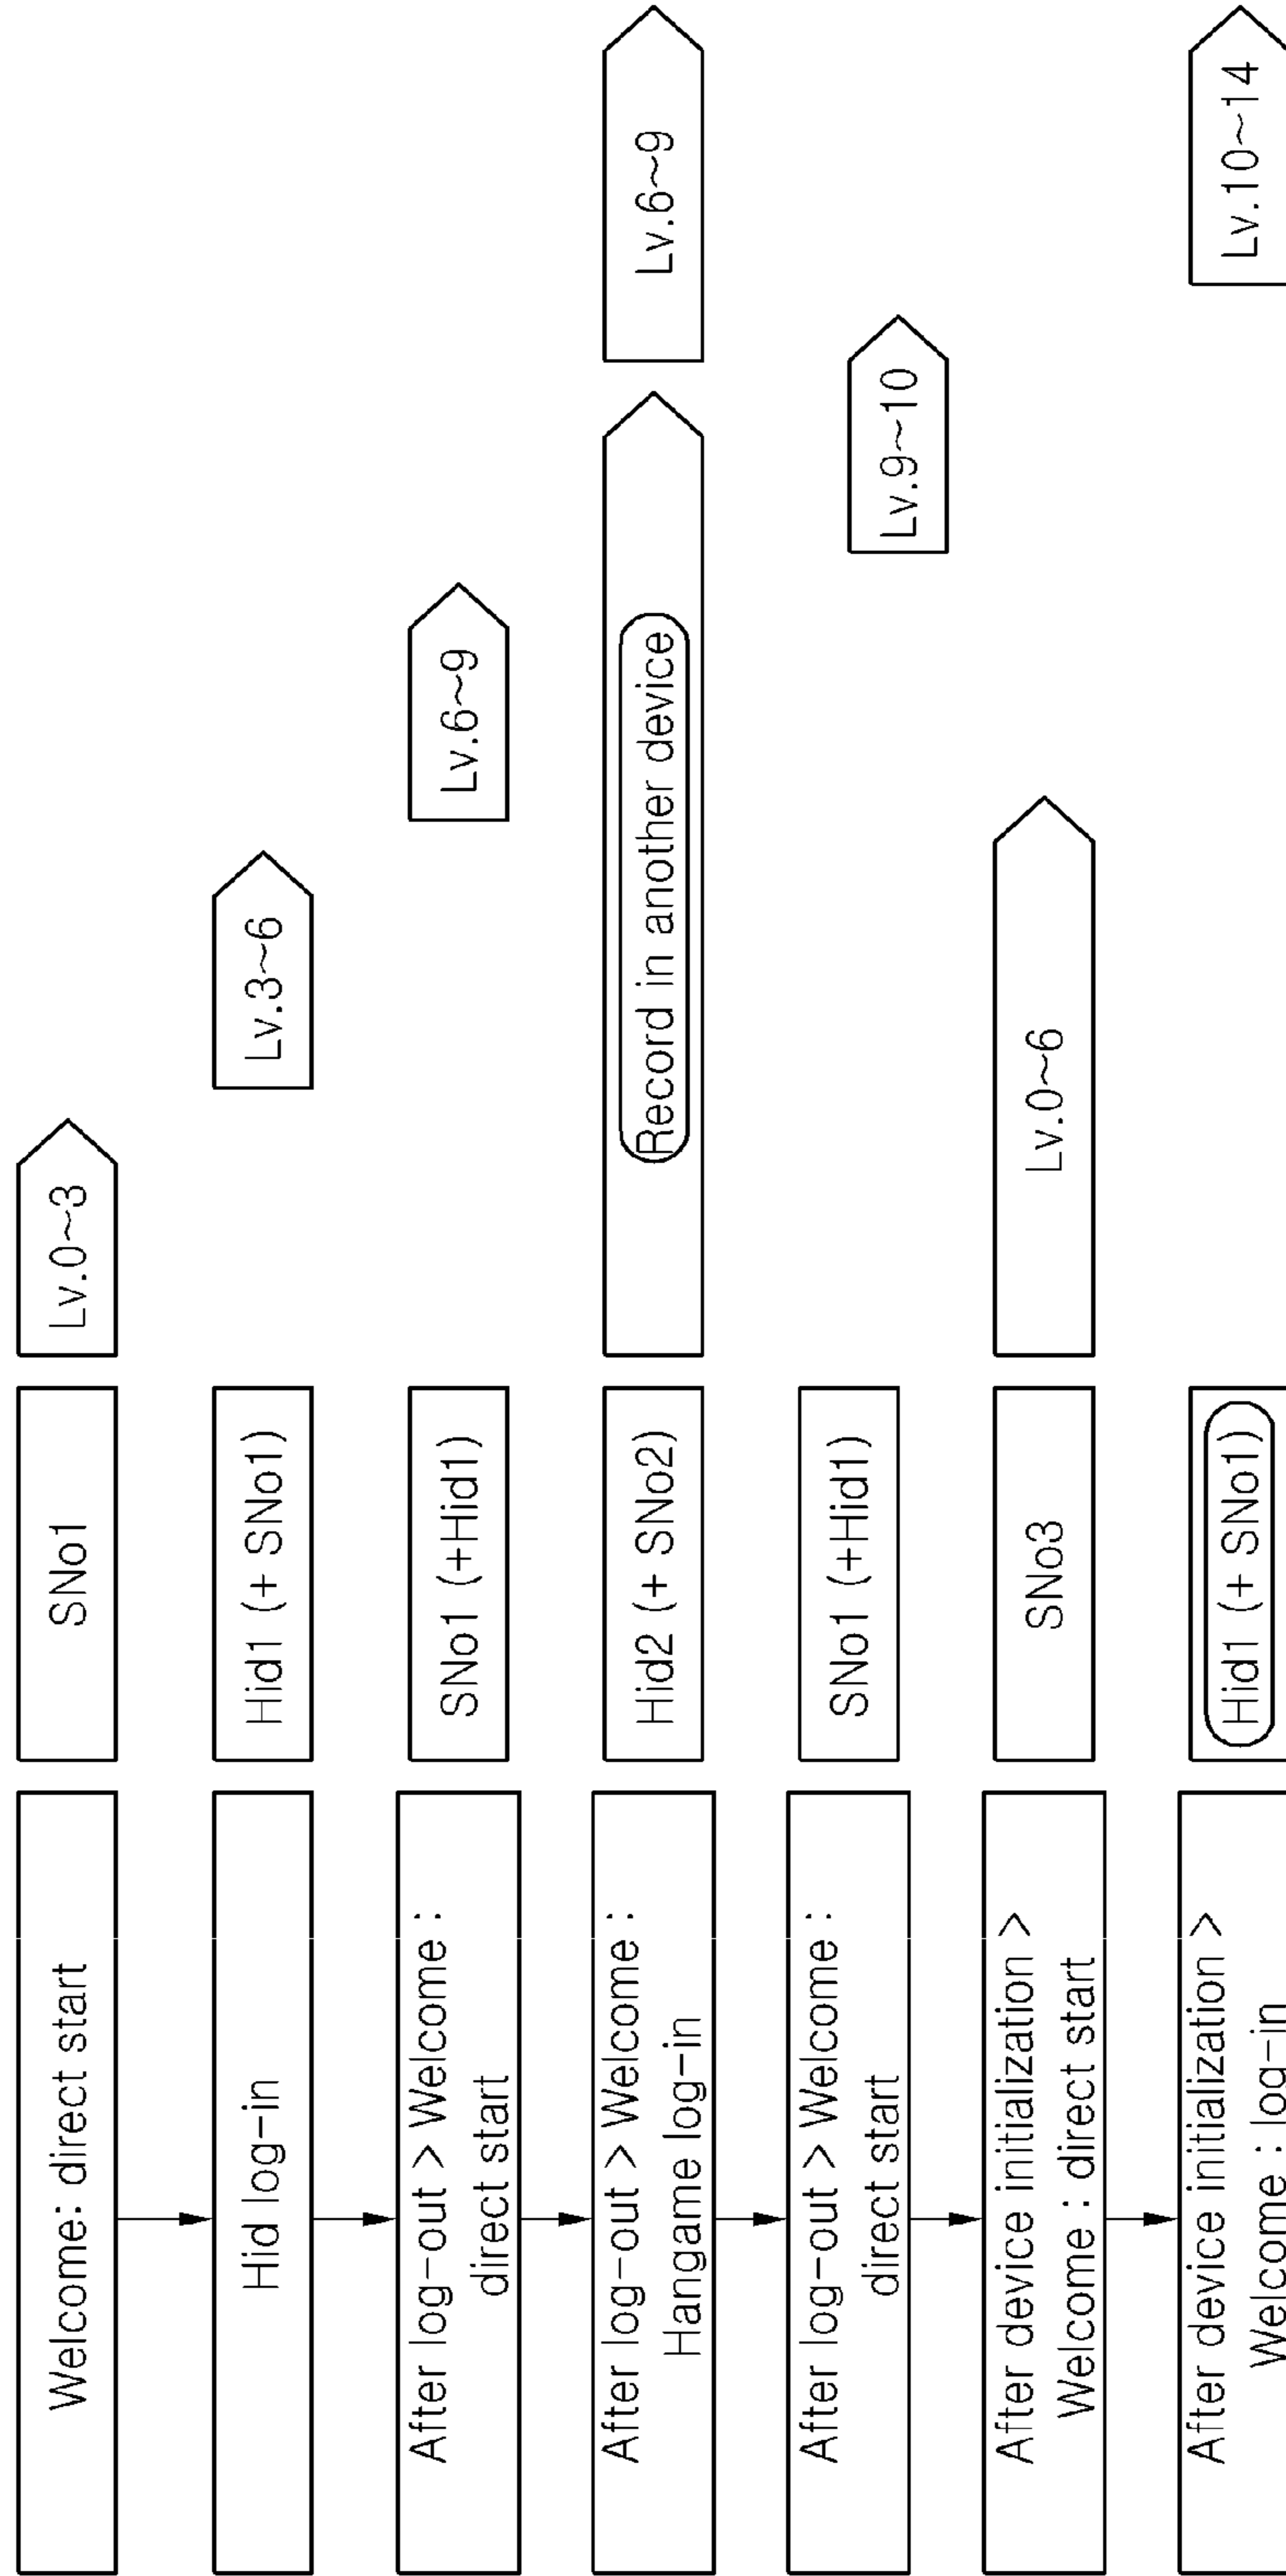 Welcome: direct start
SNo1
Lv.0~3
Hid log-in
Hid1 (+ SNo1)
Lv.3~6
After log-out > Welcome :
direct start
SNo1 (+Hid1)
Lv.6~9
After log-out > Welcome :
Hangame log-in
Hid2 (+ SNo2)
Record in another device
Lv.6~9
After log-out > Welcome :
direct start
SNo1 (+Hid1)
Lv.9~10
After device initialization >
Welcome : direct start
SNo3
Lv.0~6
After device initialization >
Welcome : log-in
Hid1 (+ SNo1)
Lv.10~14